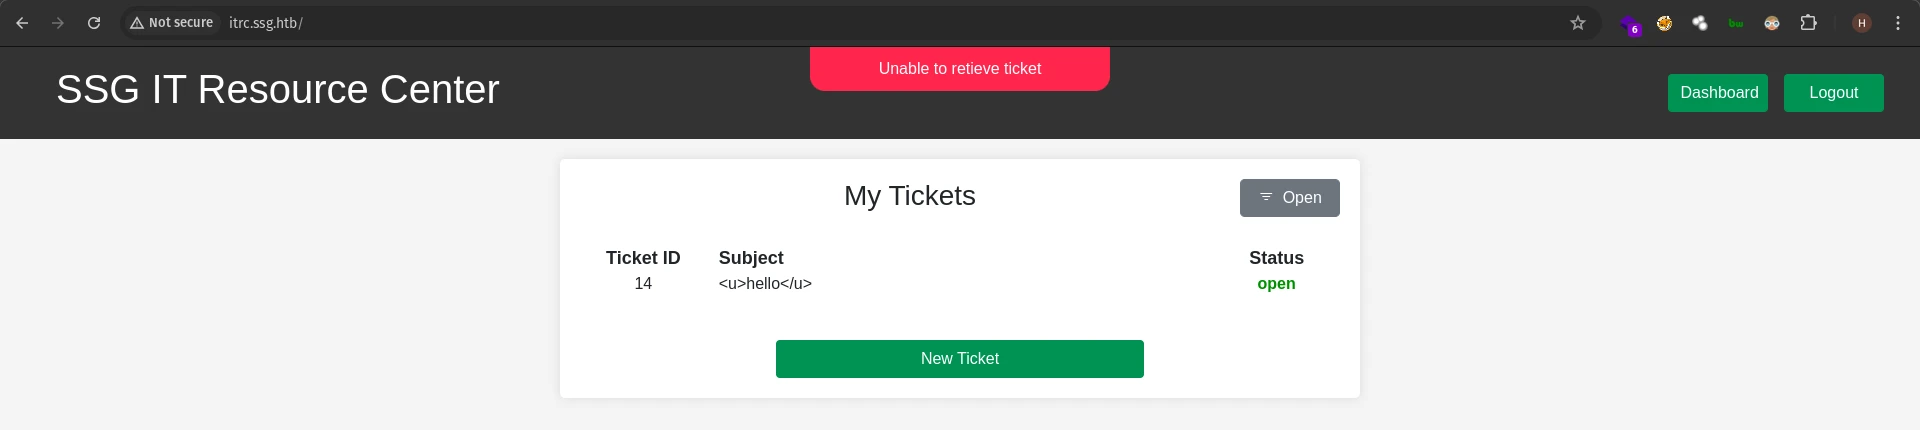 Not secure itrc.ssg.htb/
6
bw
H
Unable to retieve ticket
SSG IT Resource Center
Dashboard Logout
My Tickets
Open
Ticket ID Subject Status
14 <u>hello</u> open
New Ticket